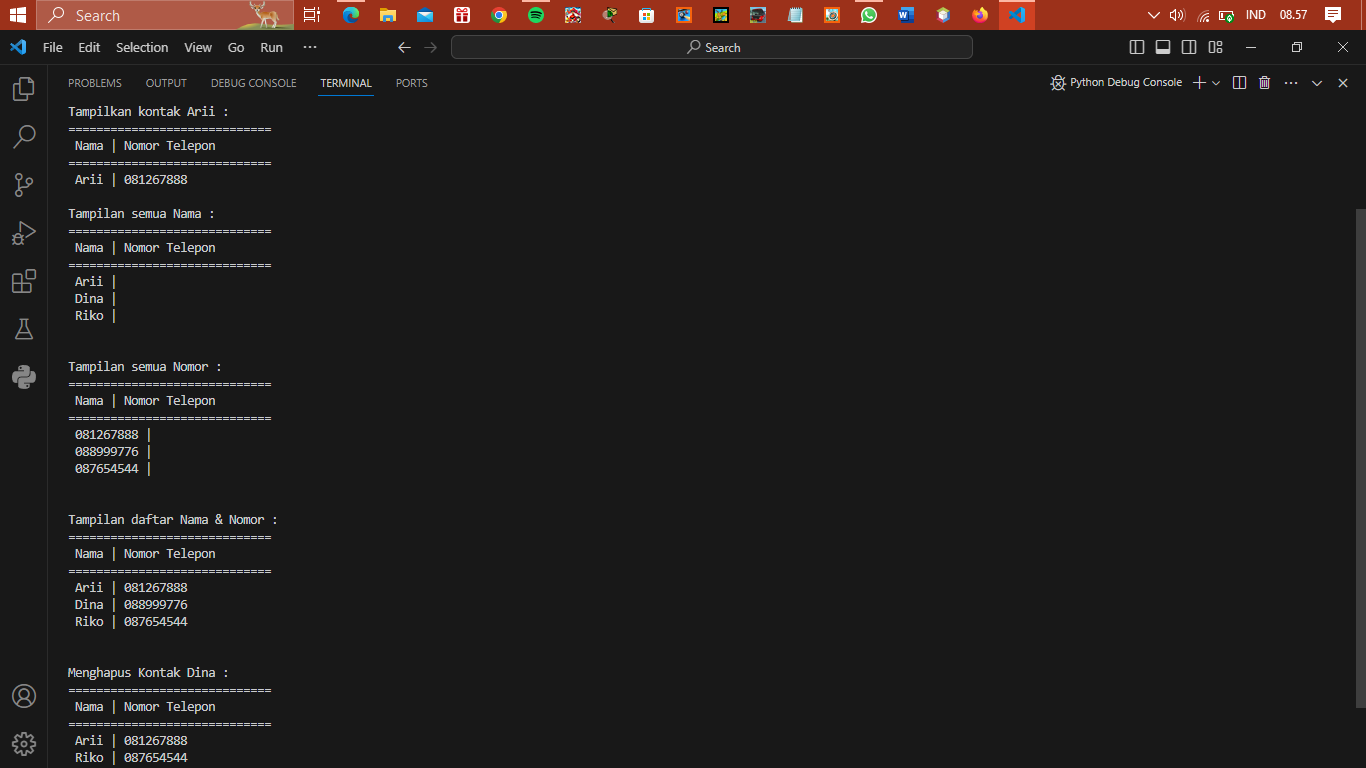 Search
IND 08.57
File Edit Selection View Go Run ···
Search
PROBLEMS OUTPUT DEBUG CONSOLE TERMINAL PORTS
Python Debug Console
Tampilkan kontak Arii :
=============================
Nama | Nomor Telepon
=============================
Arii | 081267888
Tampilan semua Nama :
=============================
Nama | Nomor Telepon
=============================
Arii |
Dina |
Riko |
Tampilan semua Nomor :
=============================
Nama | Nomor Telepon
=============================
081267888 |
088999776 |
087654544 |
Tampilan daftar Nama & Nomor :
=============================
Nama | Nomor Telepon
=============================
Arii | 081267888
Dina | 088999776
Riko | 087654544
Menghapus Kontak Dina :
=============================
Nama | Nomor Telepon
=============================
Arii | 081267888
Riko | 087654544